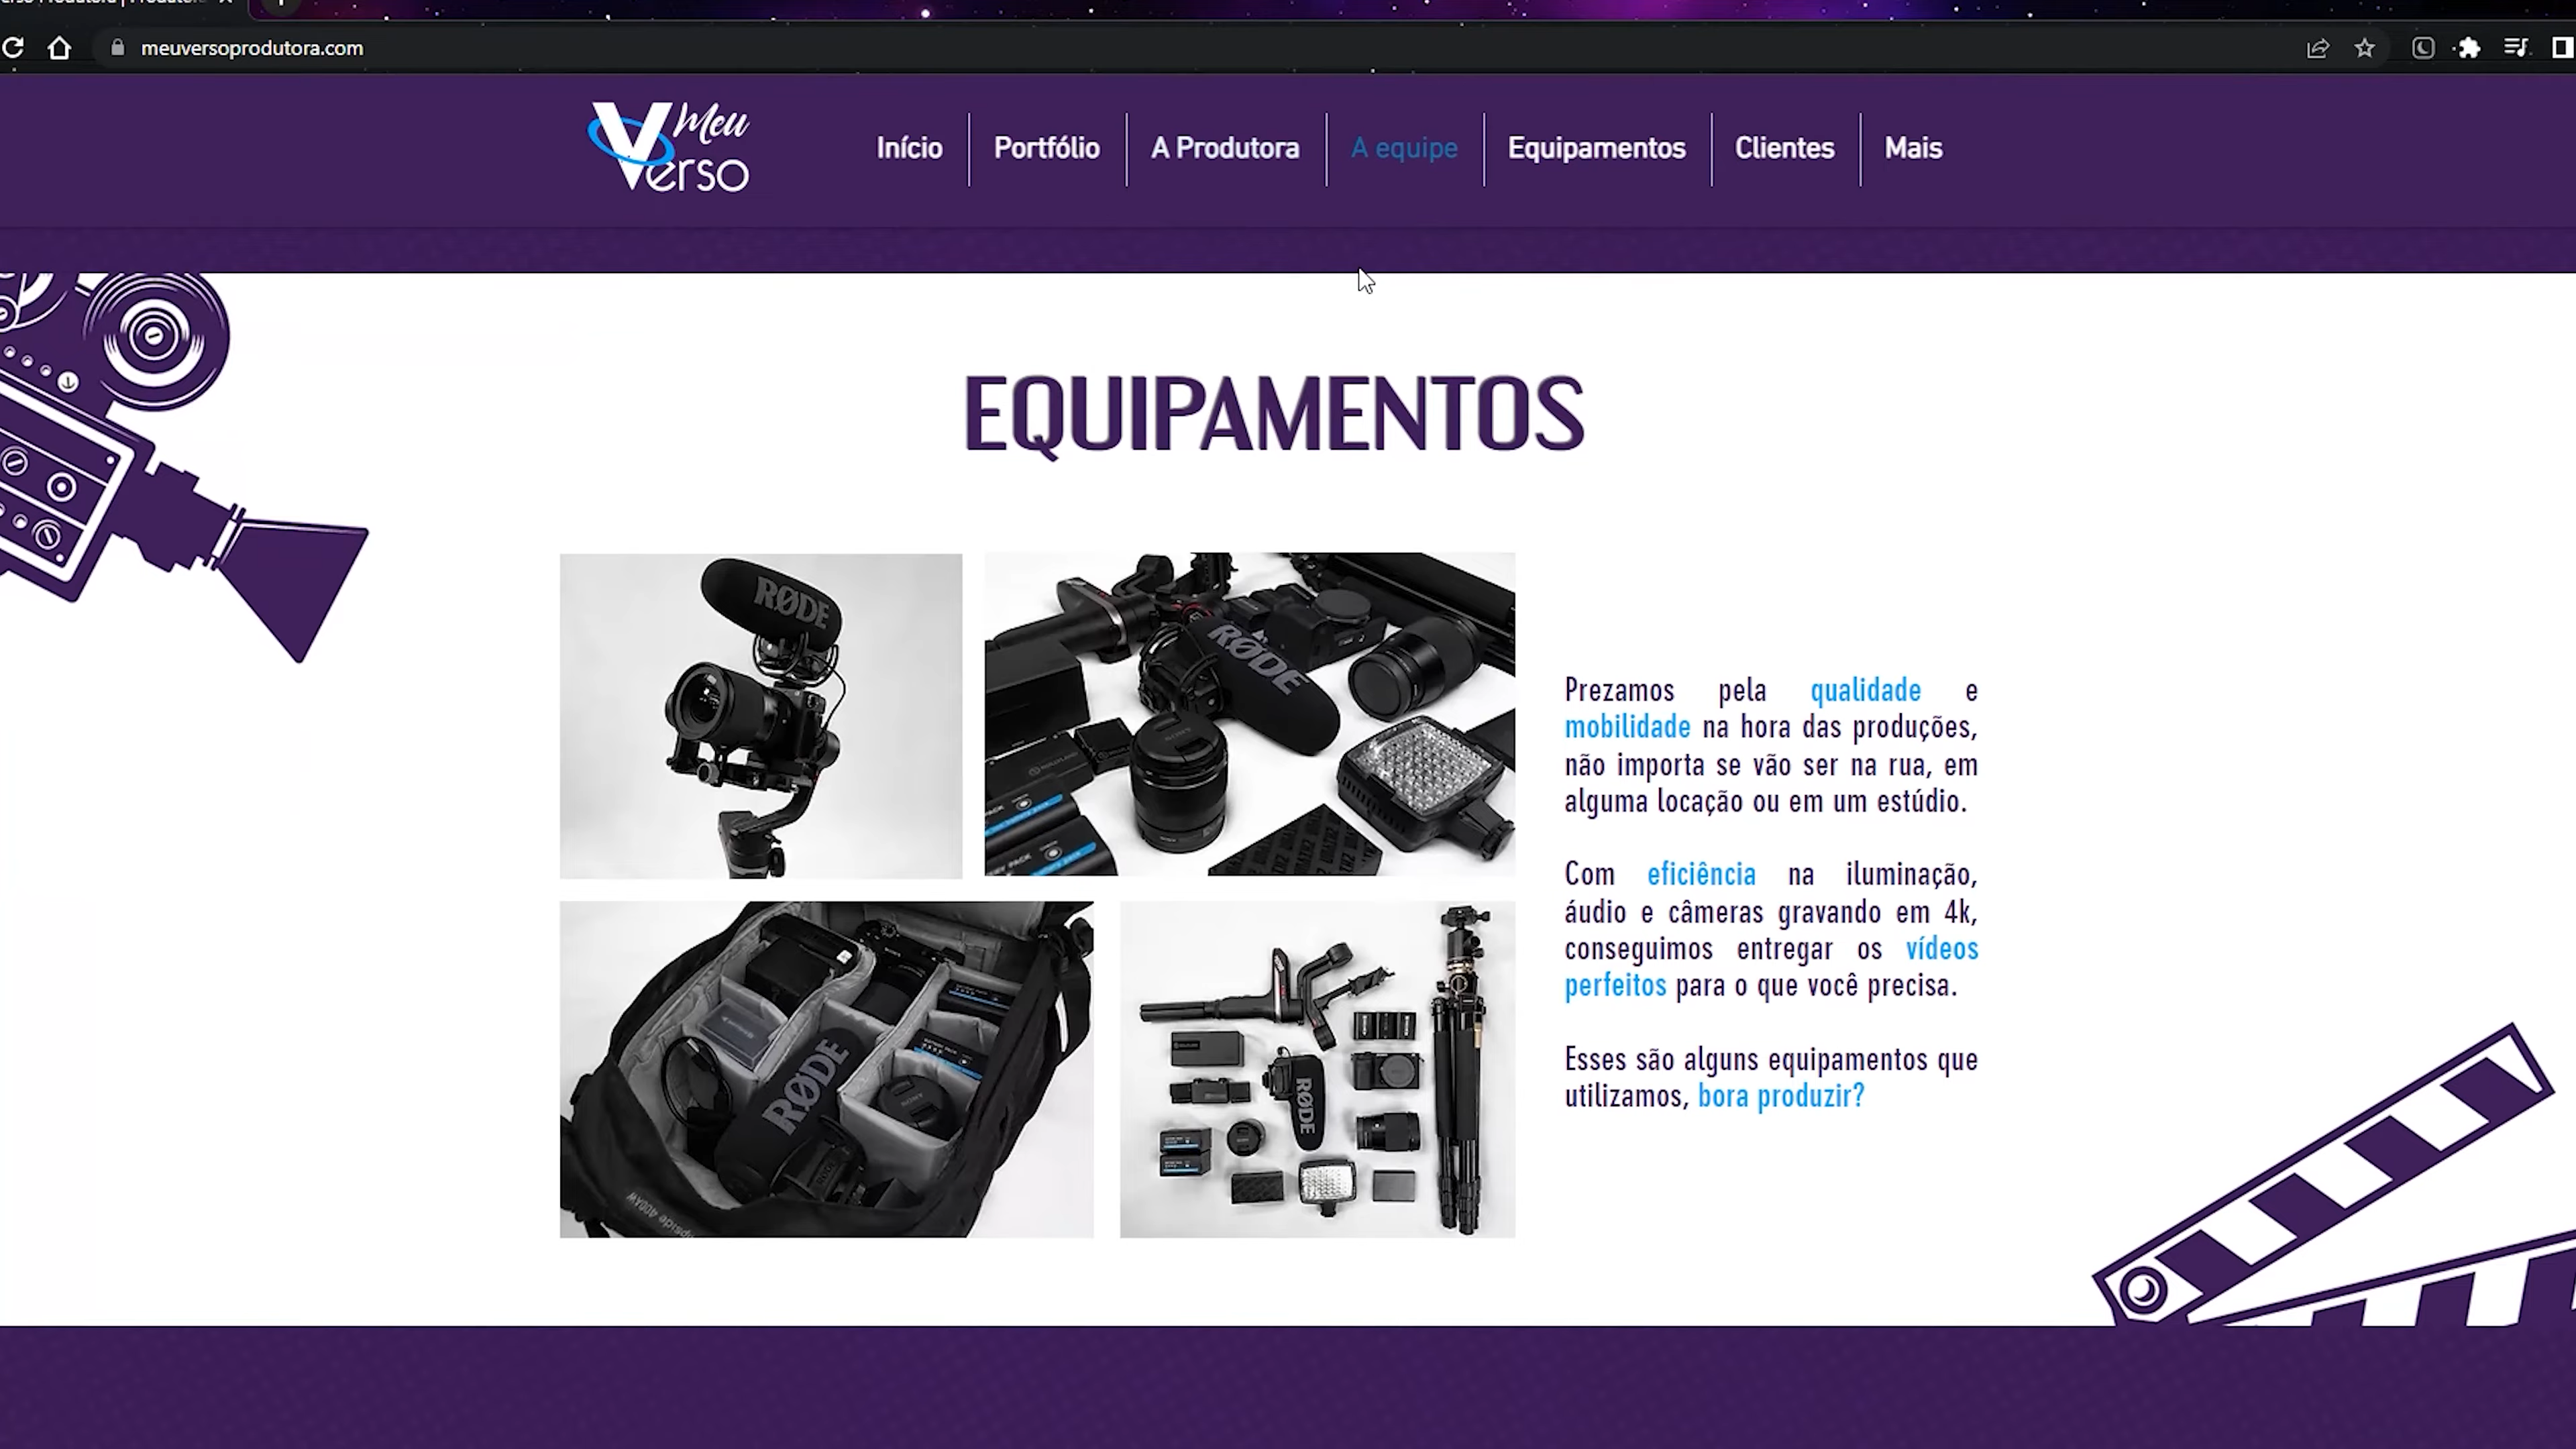 meuversoprodutora.com
Meu
Verso
Início
Portfólio
A Produtora
A equipe
Equipamentos
Clientes
Mais
EQUIPAMENTOS
RØDE
RØDE
SONY
Prezamos pela qualidade e
mobilidade na hora das produções,
não importa se vão ser na rua, em
alguma locação ou em um estúdio.
Com eficiência na iluminação,
áudio e câmeras gravando em 4k,
conseguimos entregar os vídeos
perfeitos para o que você precisa.
Esses são alguns equipamentos que
utilizamos, bora produzir?
RØDE
SONY
RØDE